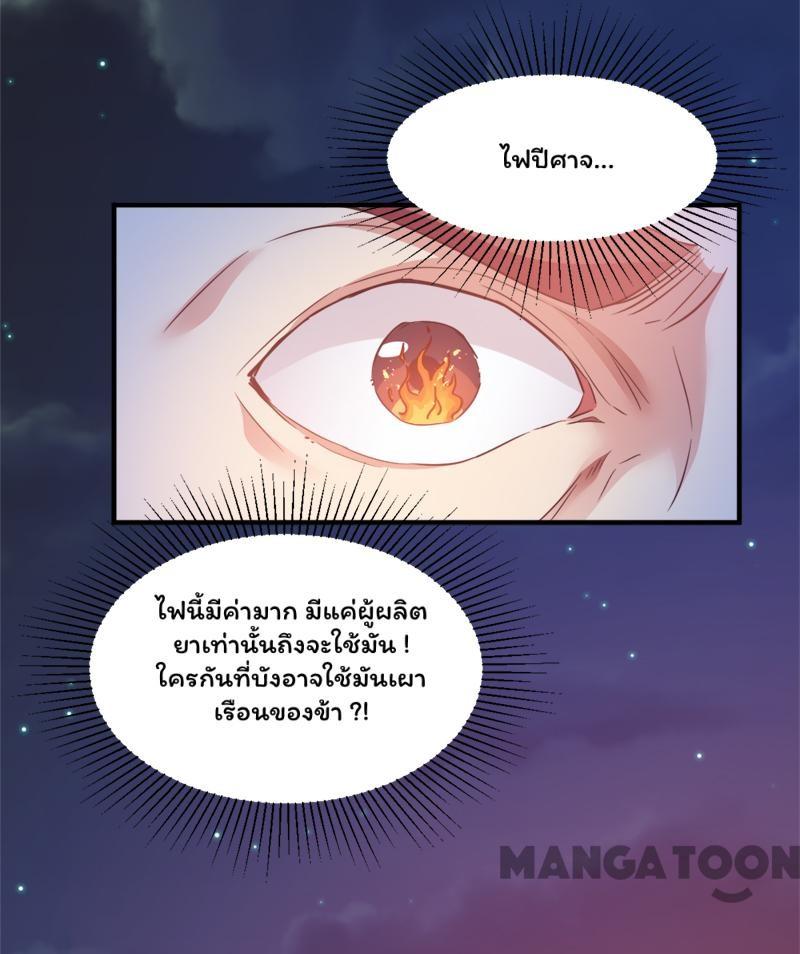 ไฟปีศาจ...
ไฟนี้มีค่ามาก มีแค่ผู้ผลิต
ยาเท่านั้นถึงจะใช้มัน !
ใครกันที่บังอาจใช้มันเผา
เรือนของข้า ?!
MANGATOON